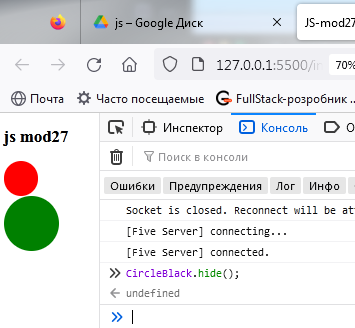 js – Google Диск
JS-mod27
127.0.0.1:5500/in
70%
Почта
Часто посещаемые
FullStack-розробник ...
js mod27
Инспектор
Консоль
Поиск в консоли
Ошибки
Предупреждения
Лог
Инфо
Socket is closed. Reconnect will be at
[Five Server] connecting...
[Five Server] connected.
CircleBlack.hide();
undefined